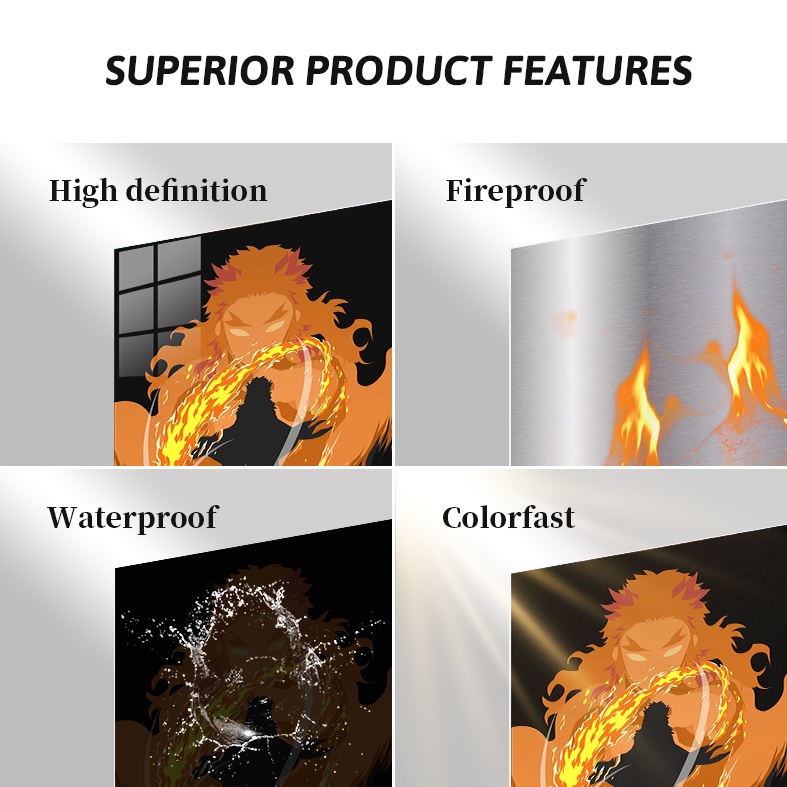 SUPERIOR PRODUCT FEATURES
High definition
Fireproof
Waterproof
Colorfast